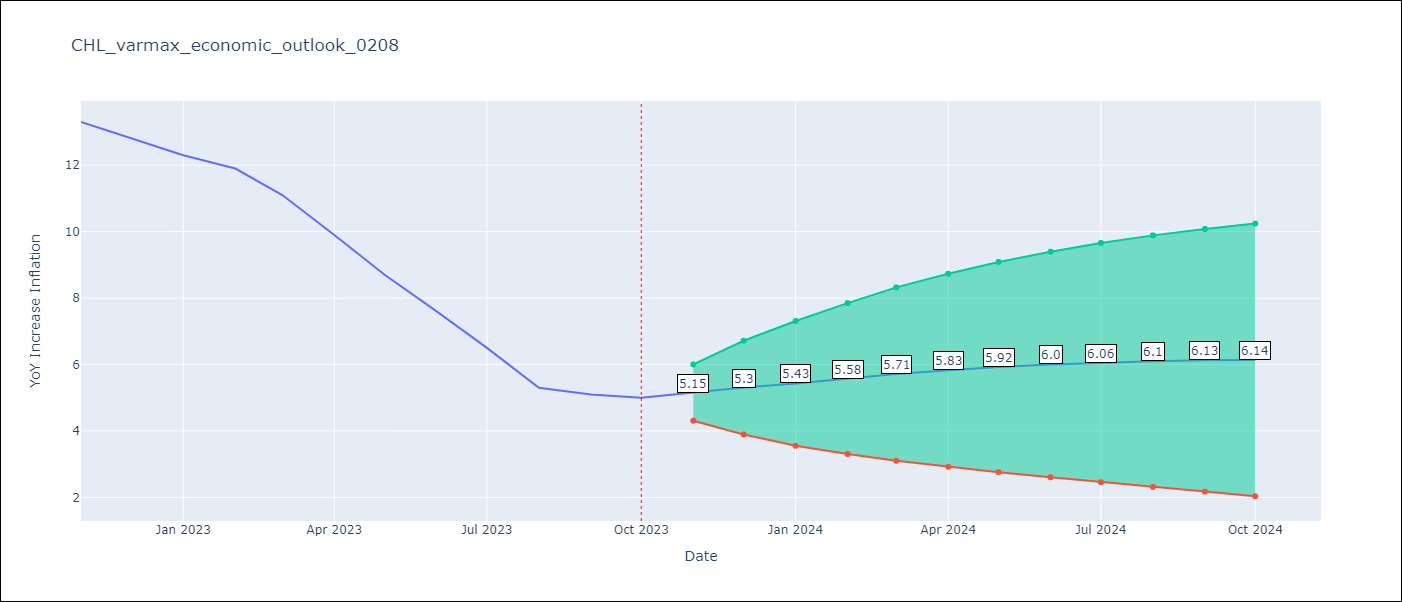 CHL_varmax_economic_outlook_0208
YoY Increase Inflation
12
10
8
6
4
2
5.15
5.3
5.43
5.58
5.71
5.83
5.92
6.0
6.06
6.1
6.13
6.14
Jan 2023
Apr 2023
Jul 2023
Oct 2023
Jan 2024
Apr 2024
Jul 2024
Oct 2024
Date